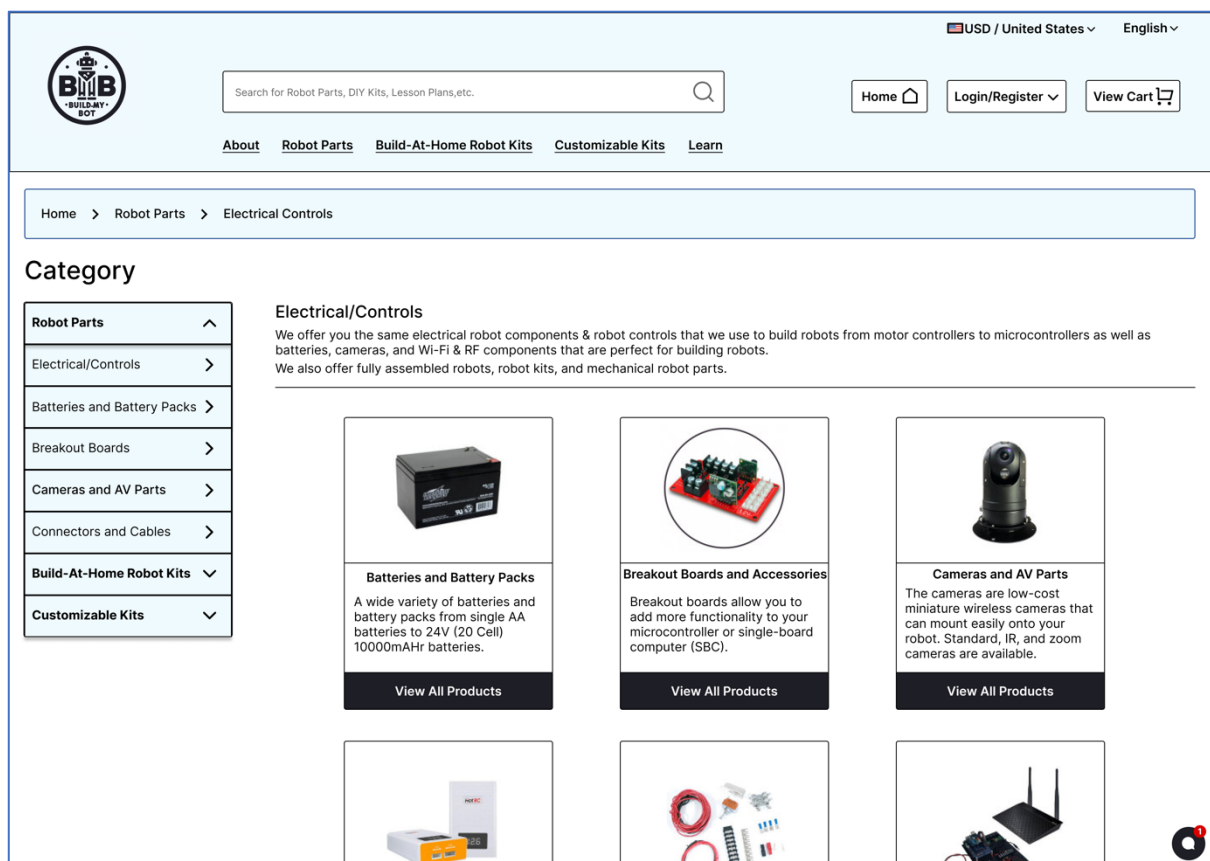 USD / United States
English
B M B
·BUILD-MY·
BOT
Search for Robot Parts, DIY Kits, Lesson Plans,etc.
Home
Login/Register
View Cart
About
Robot Parts
Build-At-Home Robot Kits
Customizable Kits
Learn
Home > Robot Parts > Electrical Controls
Category
Robot Parts
Electrical/Controls
Batteries and Battery Packs
Breakout Boards
Cameras and AV Parts
Connectors and Cables
Build-At-Home Robot Kits
Customizable Kits
Electrical/Controls
We offer you the same electrical robot components & robot controls that we use to build robots from motor controllers to microcontrollers as well as
batteries, cameras, and Wi-Fi & RF components that are perfect for building robots.
We also offer fully assembled robots, robot kits, and mechanical robot parts.
Batteries and Battery Packs
A wide variety of batteries and
battery packs from single AA
batteries to 24V (20 Cell)
10000mAHr batteries.
View All Products
Breakout Boards and Accessories
Breakout boards allow you to
add more functionality to your
microcontroller or single-board
computer (SBC).
View All Products
Cameras and AV Parts
The cameras are low-cost
miniature wireless cameras that
can mount easily onto your
robot. Standard, IR, and zoom
cameras are available.
View All Products
HotRC
1